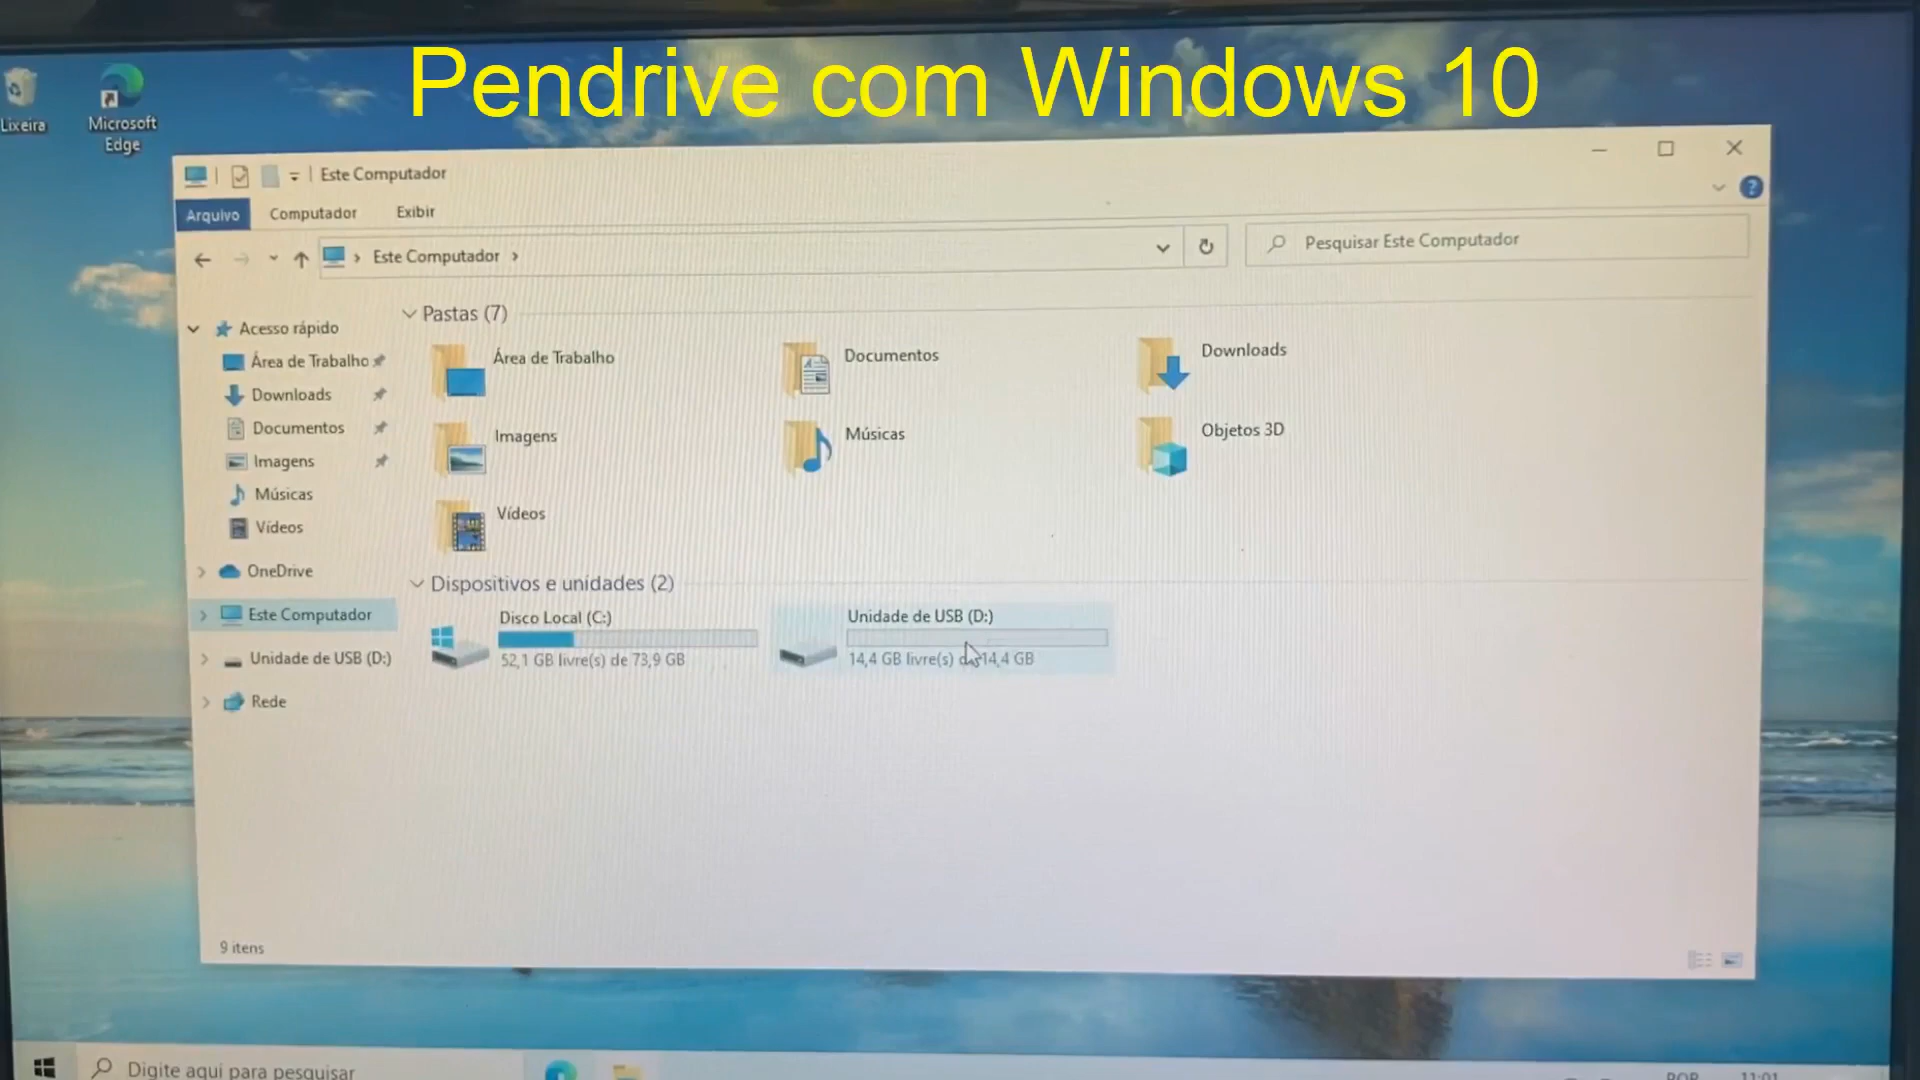 Pendrive com Windows 10
Lixeira
Microsoft
Edge
Este Computador
Arquivo
Computador
Exibir
Este Computador
Pesquisar Este Computador
Acesso rápido
Área de Trabalho
Downloads
Documentos
Imagens
Músicas
Vídeos
OneDrive
Este Computador
Unidade de USB (D:)
Rede
Pastas (7)
Área de Trabalho
Documentos
Downloads
Imagens
Músicas
Objetos 3D
Vídeos
Dispositivos e unidades (2)
Disco Local (C:)
52,1 GB livre(s) de 73,9 GB
Unidade de USB (D:)
14,4 GB livre(s) de 14,4 GB
9 itens
Digite aqui para pesquisar
POR
11:01